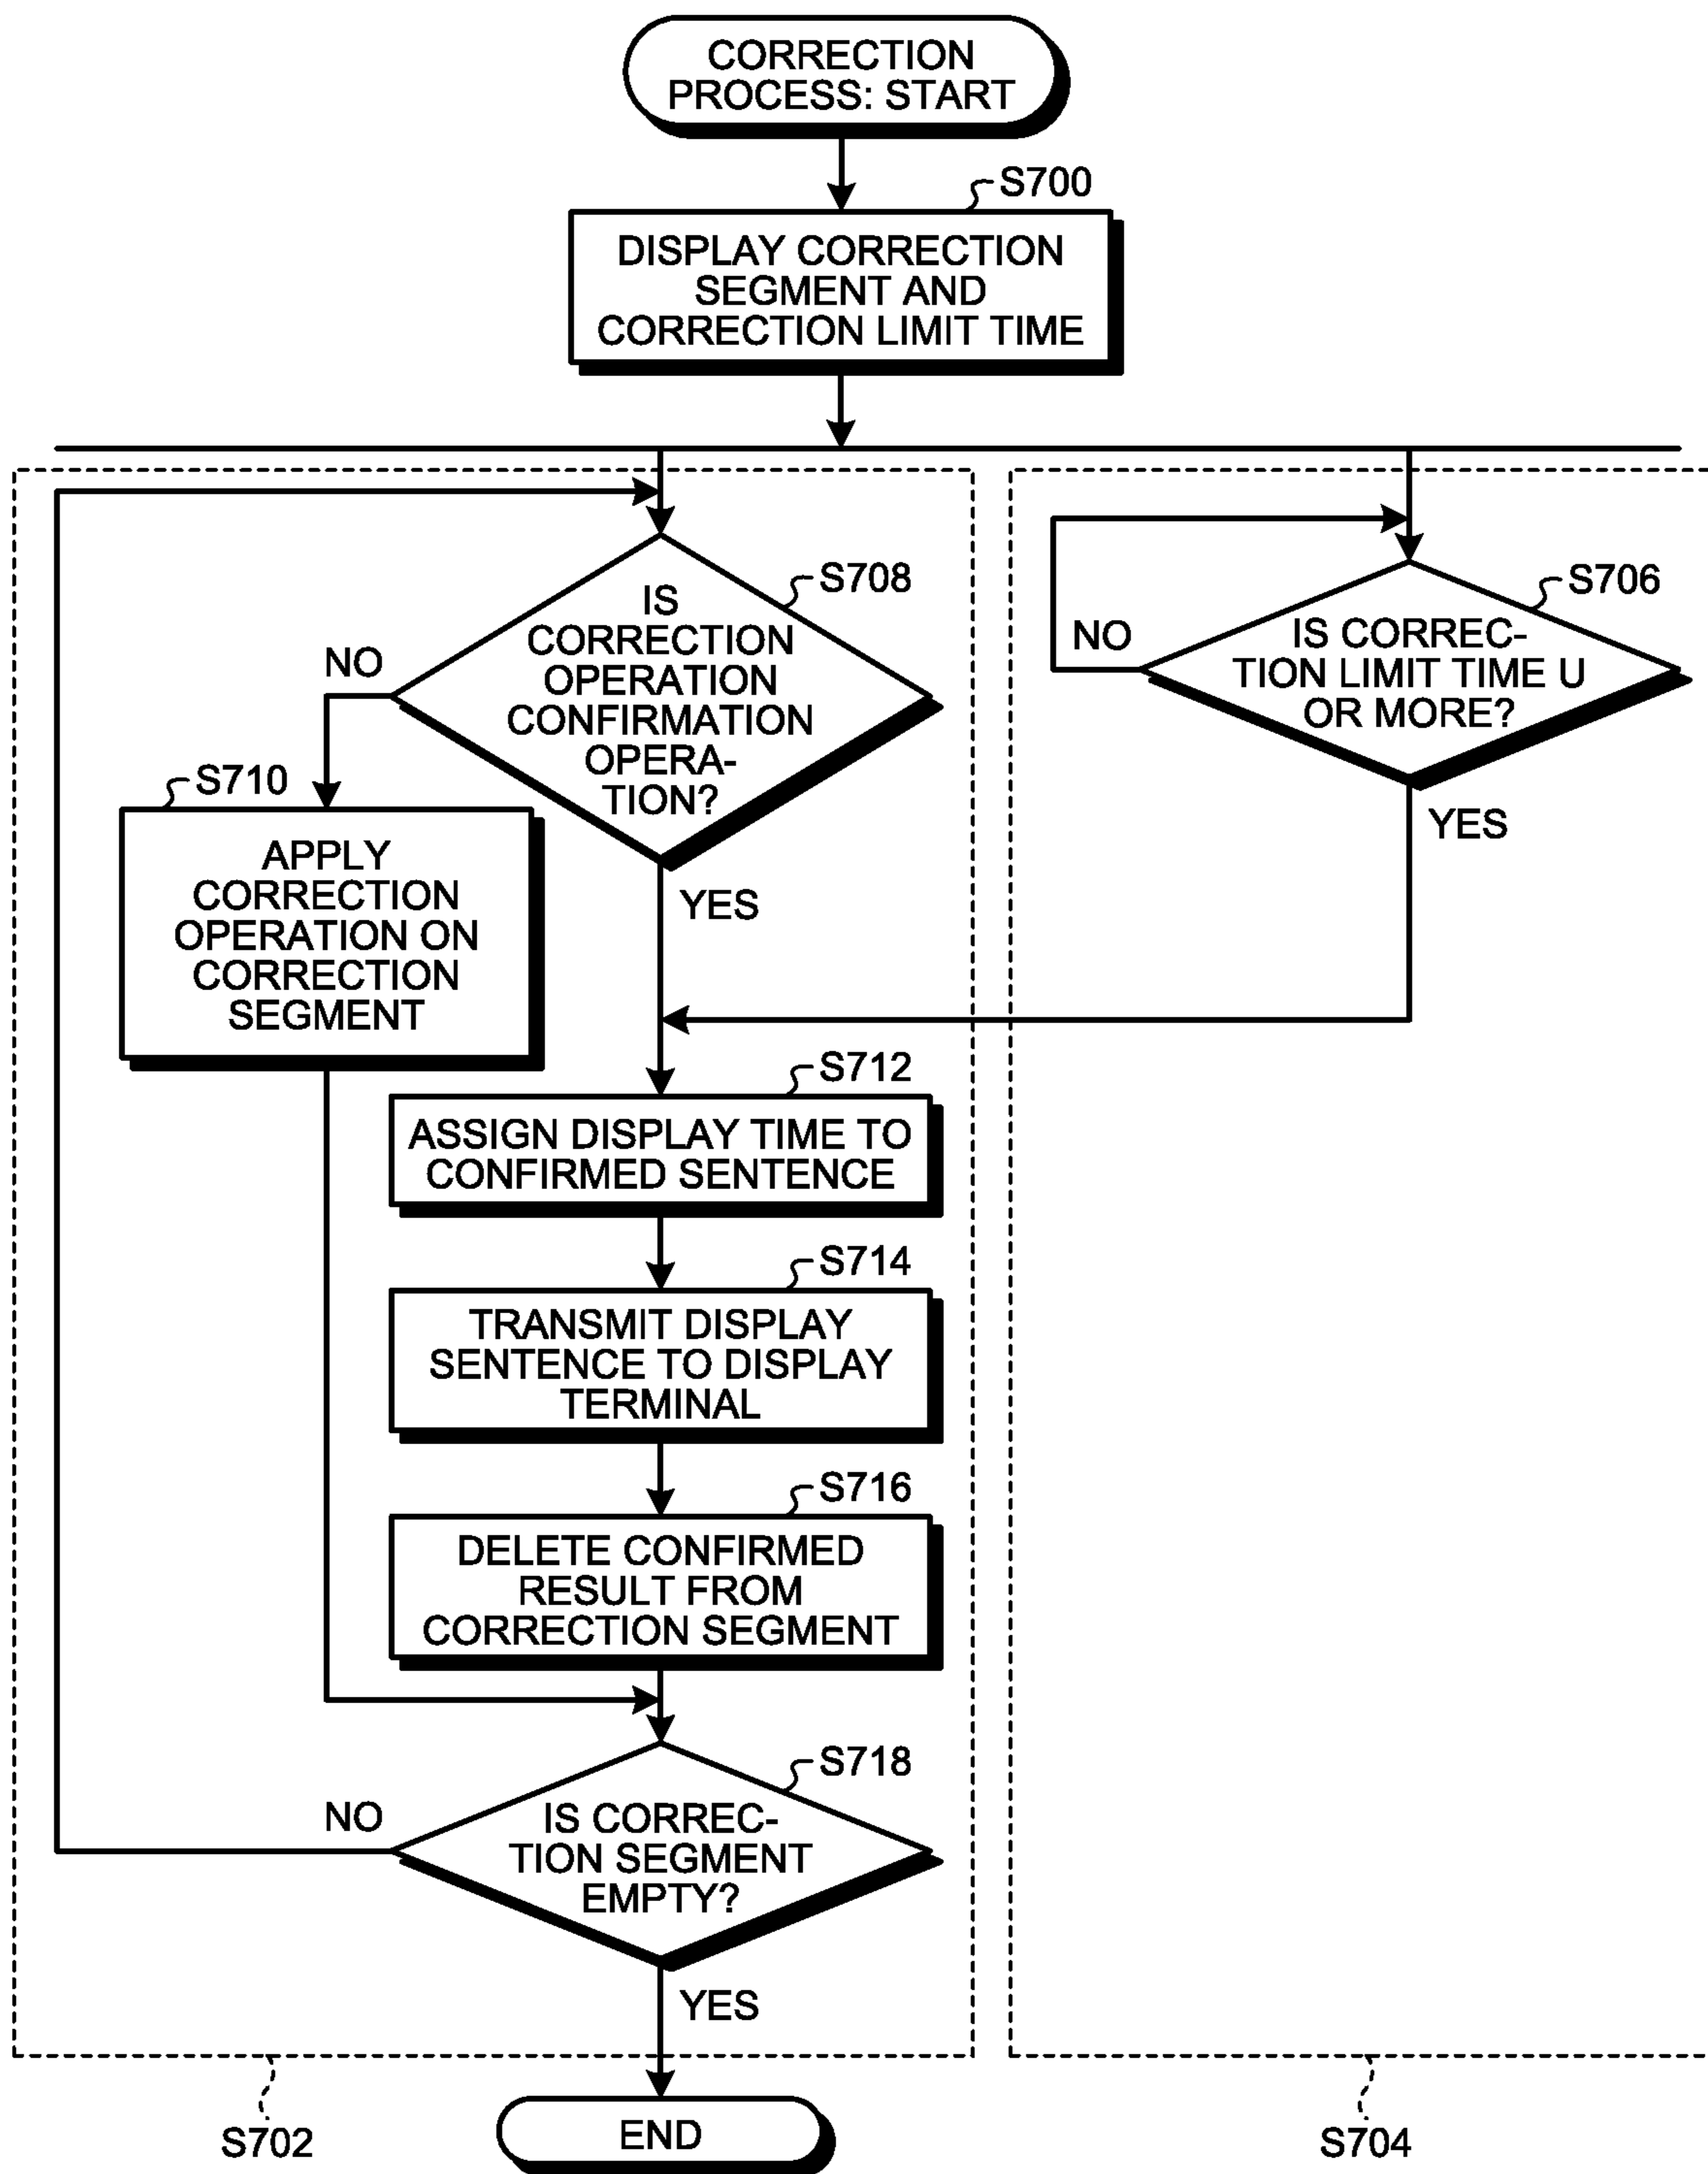 CORRECTION
PROCESS: START
S700
DISPLAY CORRECTION
SEGMENT AND
CORRECTION LIMIT TIME
S708
IS
CORRECTION
OPERATION
CONFIRMATION
OPERA-
TION?
NO
YES
S706
IS CORREC-
TION LIMIT TIME U
OR MORE?
NO
YES
S710
APPLY
CORRECTION
OPERATION ON
CORRECTION
SEGMENT
S712
ASSIGN DISPLAY TIME TO
CONFIRMED SENTENCE
S714
TRANSMIT DISPLAY
SENTENCE TO DISPLAY
TERMINAL
S716
DELETE CONFIRMED
RESULT FROM
CORRECTION SEGMENT
S718
IS CORREC-
TION SEGMENT
EMPTY?
NO
YES
S702
END
S704